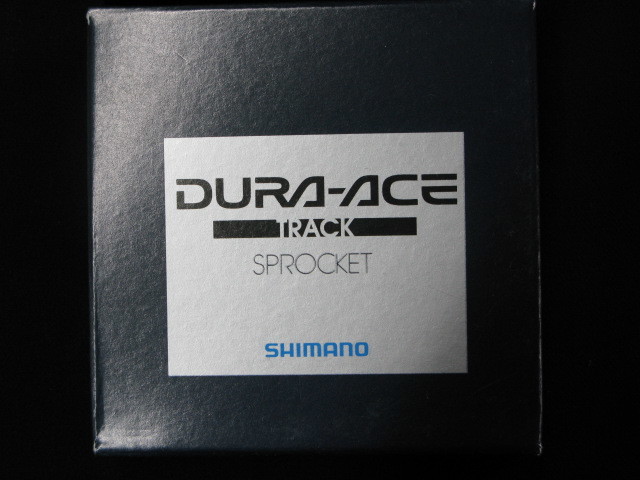 DURA-ACE
TRACK
SPROCKET
SHIMANO